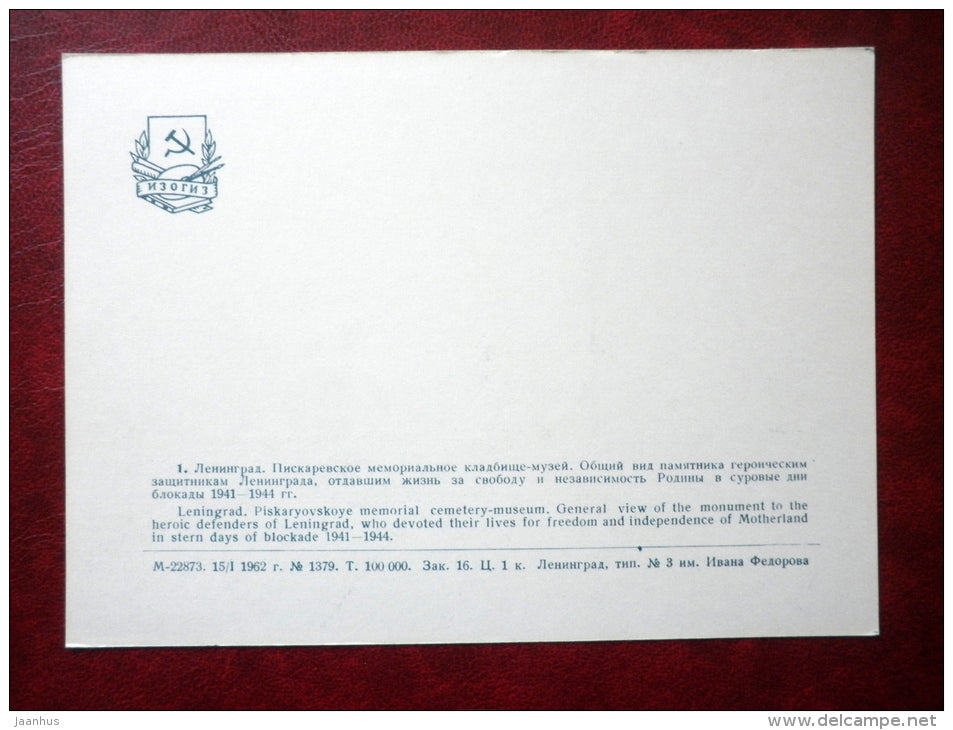 ИЗОГИЗ
1. Ленинград. Пискаревское мемориальное кладбище-музей. Общий вид памятника героическим
защитникам Ленинграда, отдавшим жизнь за свободу и независимость Родины в суровые дни
блокады 1941—1944 гг.
Leningrad. Piskaryovskoye memorial cemetery-museum. General view of the monument to the
heroic defenders of Leningrad, who devoted their lives for freedom and independence of Motherland
in stern days of blockade 1941—1944.
М-22873. 15/I 1962 г. № 1379. Т. 100 000. Зак. 16. Ц. 1 к. Ленинград, тип. № 3 им. Ивана Федорова
jaanhus
www.delcampe.net